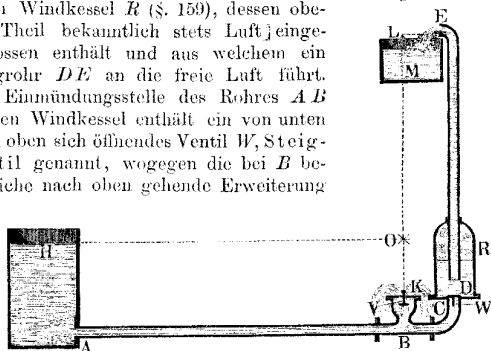 n Windkessel R (§. 159), dessen obe-
Theil bekanntlich stets Luft einge-
ossen enthält und aus welchem ein
grohr DE an die freie Luft führt.
Einmündungsstelle des Rohres AB
en Windkessel enthält ein von unten
oben sich öffnendes Ventil W, Steig-
til genannt, wogegen die bei B be-
iche nach oben gehende Erweiterung
E
L
M
H
O
R
K
D
V
C
W
A
B